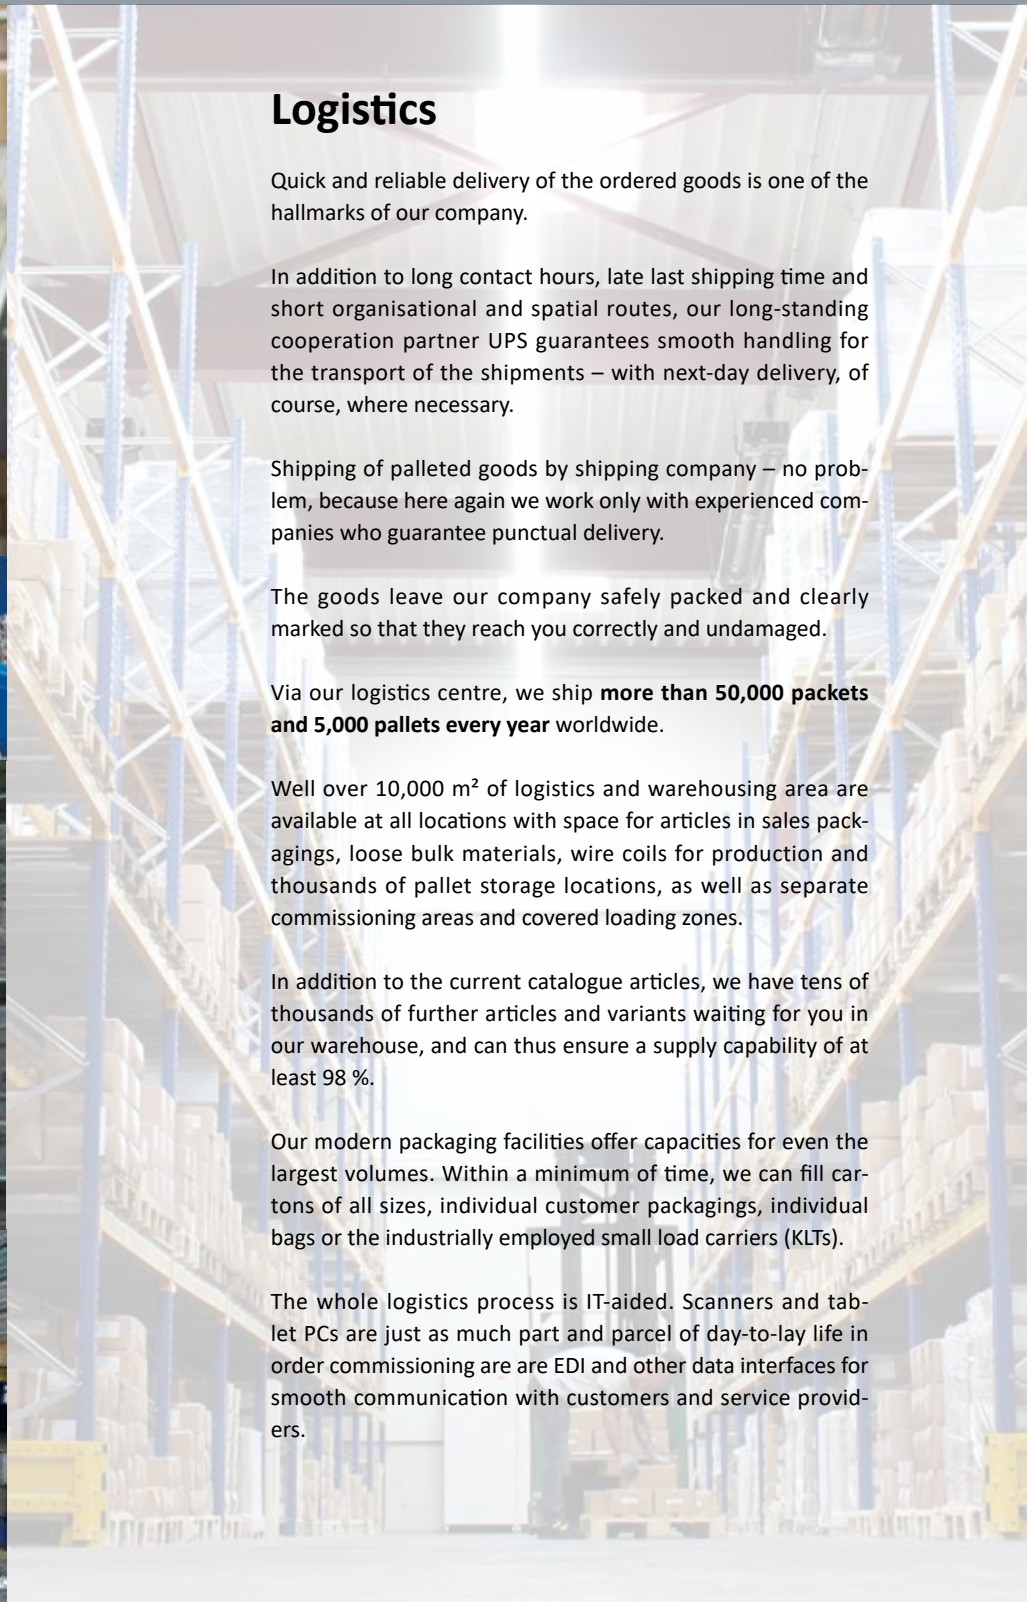 Logistics
Quick and reliable delivery of the ordered goods is one of the
hallmarks of our company.
In addition to long contact hours, late last shipping time and
short organisational and spatial routes, our long-standing
cooperation partner UPS guarantees smooth handling for
the transport of the shipments – with next-day delivery, of
course, where necessary.
Shipping of palleted goods by shipping company – no prob-
lem, because here again we work only with experienced com-
panies who guarantee punctual delivery.
The goods leave our company safely packed and clearly
marked so that they reach you correctly and undamaged.
Via our logistics centre, we ship more than 50,000 packets
and 5,000 pallets every year worldwide.
Well over 10,000 m² of logistics and warehousing area are
available at all locations with space for articles in sales pack-
agings, loose bulk materials, wire coils for production and
thousands of pallet storage locations, as well as separate
commissioning areas and covered loading zones.
In addition to the current catalogue articles, we have tens of
thousands of further articles and variants waiting for you in
our warehouse, and can thus ensure a supply capability of at
least 98 %.
Our modern packaging facilities offer capacities for even the
largest volumes. Within a minimum of time, we can fill car-
tons of all sizes, individual customer packagings, individual
bags or the industrially employed small load carriers (KLTs).
The whole logistics process is IT-aided. Scanners and tab-
let PCs are just as much part and parcel of day-to-lay life in
order commissioning are are EDI and other data interfaces for
smooth communication with customers and service provid-
ers.